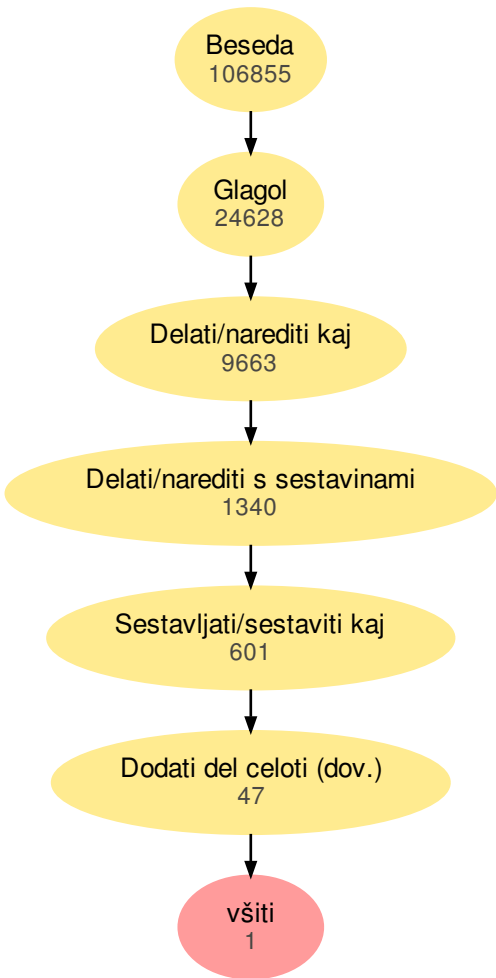 Beseda
106855
Glagol
24628
Delati/narediti kaj
9663
Delati/narediti s sestavinami
1340
Sestavljati/sestaviti kaj
601
Dodati del celoti (dov.)
47
všiti
1